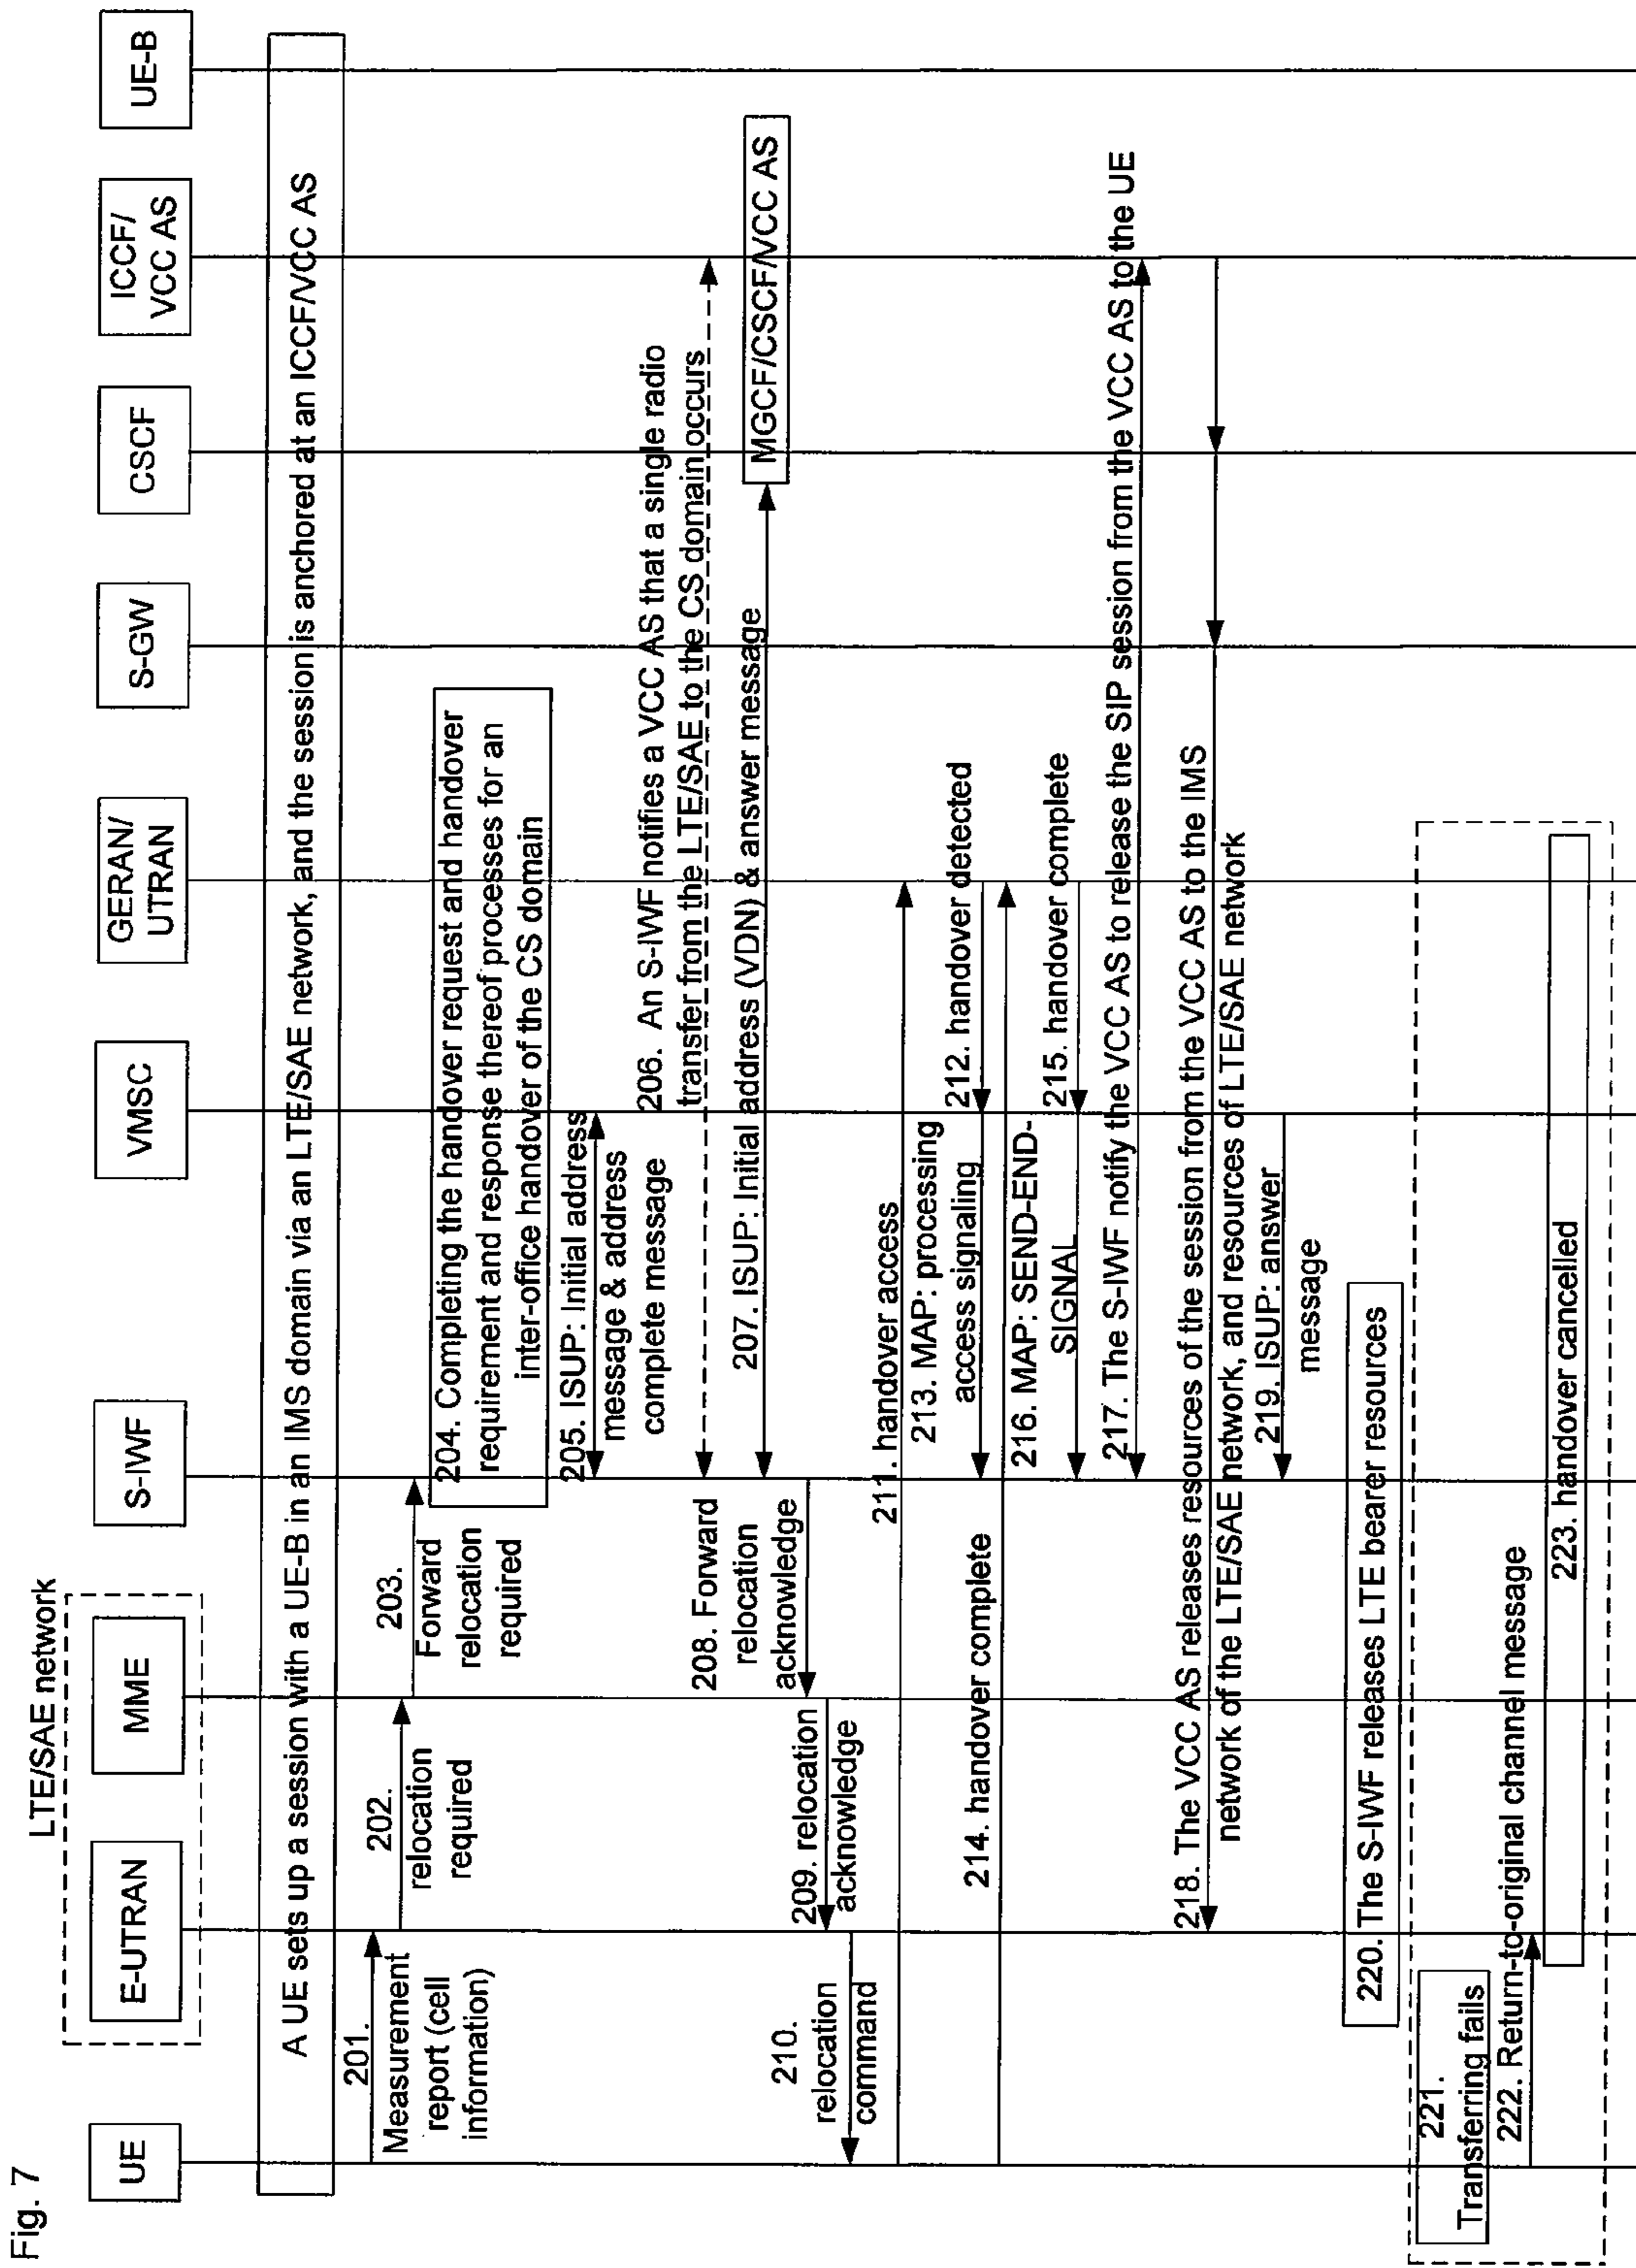 Fig. 7
LTE/SAE network
UE
E-UTRAN
MME
S-IWF
VMSC
GERAN/
UTRAN
S-GW
CSCF
ICCF/
VCC AS
UE-B
A UE sets up a session with a UE-B in an IMS domain via an LTE/SAE network, and the session is anchored at an ICCF/VCC AS
201.
Measurement
report (cell
information)
202.
relocation
required
203.
Forward
relocation
required
204. Completing the handover request and handover
requirement and response thereof processes for an
inter-office handover of the CS domain
205. ISUP: Initial address
message & address
complete message
206. An S-IWF notifies a VCC AS that a single radio
transfer from the LTE/SAE to the CS domain occurs
207. ISUP: Initial address (VDN) & answer message
MGCF/CSCF/VCC AS
208. Forward
relocation
acknowledge
209. relocation
acknowledge
210.
relocation
command
211. handover access
212. handover detected
213. MAP: processing
access signaling
214. handover complete
215. handover complete
216. MAP: SEND-END-
SIGNAL
217. The S-IWF notify the VCC AS to release the SIP session from the VCC AS to the UE
218. The VCC AS releases resources of the session from the VCC AS to the IMS
network of the LTE/SAE network, and resources of LTE/SAE network
219. ISUP: answer
message
220. The S-IWF releases LTE bearer resources
221.
Transferring fails
222. Return-to-original channel message
223. handover cancelled